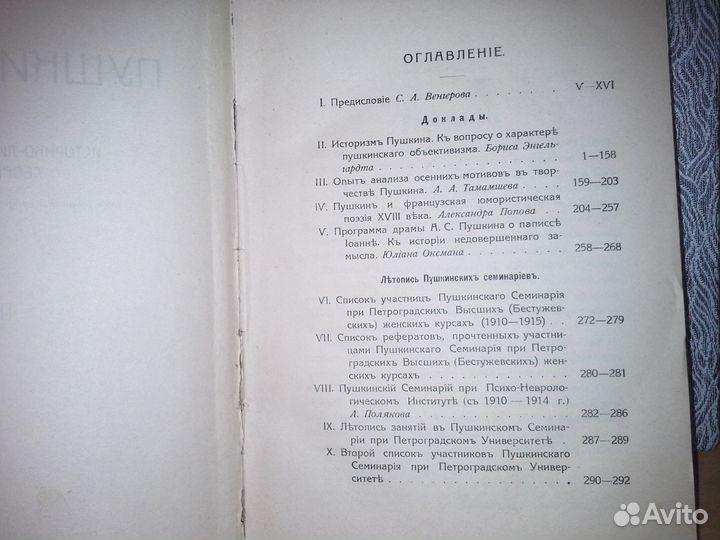 ПУШКИ
ОГЛАВЛЕНІЕ.
I. Предисловіе С. А. Венгерова . . . . . . . . V—XVI
Доклады.
II. Историзмъ Пушкина. Къ вопросу о характерѣ
пушкинскаго объективизма. Бориса Энгель-
гардта . . . . . . . . . . . . 1—158
III. Опытъ анализа осеннихъ мотивовъ въ твор-
чествѣ Пушкина. А. А. Тамамшева . . . . 159—203
IV. Пушкинъ и французская юмористическая
поэзія XVIII вѣка. Александра Попова . . 204—257
V. Программа драмы А. С. Пушкина о паписсѣ
Іоаннѣ. Къ исторіи недовершеннаго за-
мысла. Юліана Оксмана . . . . . . . . 258—268
Лѣтопись Пушкинскихъ семинаріевъ.
VI. Списокъ участницъ Пушкинскаго Семинарія
при Петроградскихъ Высшихъ (Бестужев-
скихъ) женскихъ курсахъ (1910—1915) . . 272—279
VII. Списокъ рефератовъ, прочтенныхъ участни-
цами Пушкинскаго Семинарія при Петро-
градскихъ Высшихъ (Бестужевскихъ) жен-
скихъ курсахъ . . . . . . . . . . . 280—281
VIII. Пушкинскій Семинарій при Психо-Невроло-
гическомъ Институтѣ (съ 1910 — 1914 г.)
А. Полякова . . . . . . . . . . . 282—286
IX. Лѣтопись занятій въ Пушкинскомъ Семина-
ріи при Петроградскомъ Университетѣ . 287—289
X. Второй списокъ участниковъ Пушкинскаго
Семинарія при Петроградскомъ Универ-
ситетѣ . . . . . . . . . . . . . . 290—292
Avito